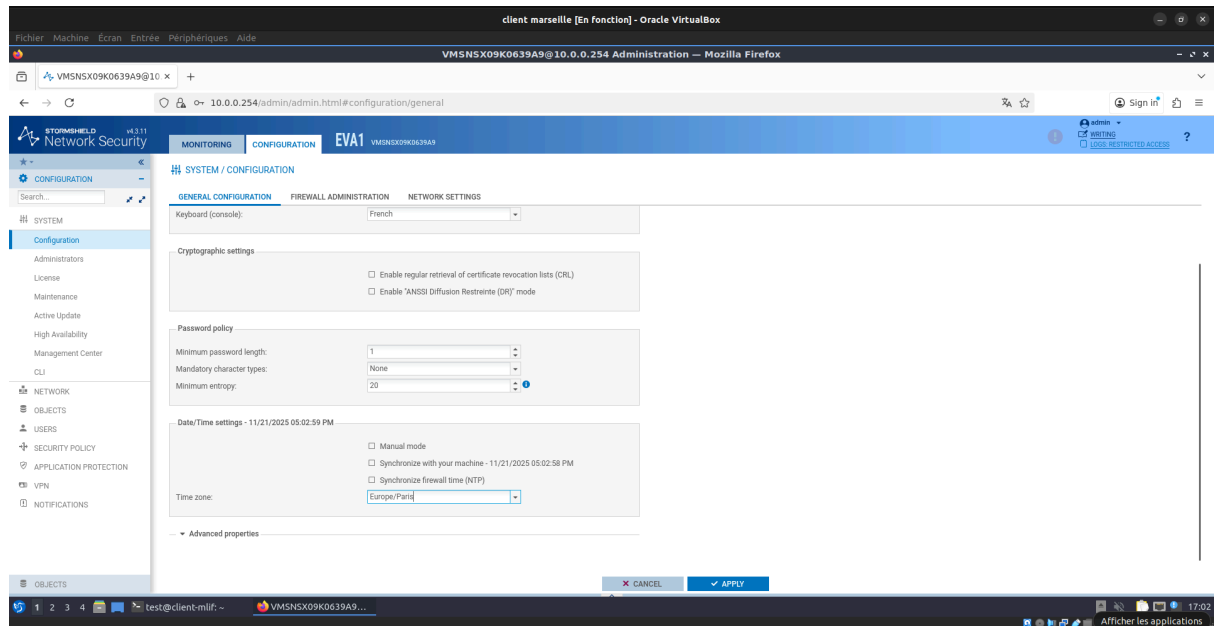 client marseille [En fonction] - Oracle VirtualBox
Fichier Machine Écran Entrée Périphériques Aide
VMSNSX09K0639A9@10.0.0.254 Administration — Mozilla Firefox
VMSNSX09K0639A9@10
10.0.0.254/admin/admin.html#configuration/general
Sign in
STORMSHIELD v4.3.11
Network Security
MONITORING CONFIGURATION EVA1 VMSNSX09K0639A9
admin
WRITING
LOGS: RESTRICTED ACCESS
?
CONFIGURATION
Search...
SYSTEM
Configuration
Administrators
License
Maintenance
Active Update
High Availability
Management Center
CLI
NETWORK
OBJECTS
USERS
SECURITY POLICY
APPLICATION PROTECTION
VPN
NOTIFICATIONS
OBJECTS
SYSTEM / CONFIGURATION
GENERAL CONFIGURATION FIREWALL ADMINISTRATION NETWORK SETTINGS
Keyboard (console): French
Cryptographic settings
Enable regular retrieval of certificate revocation lists (CRL)
Enable "ANSSI Diffusion Restreinte (DR)" mode
Password policy
Minimum password length: 1
Mandatory character types: None
Minimum entropy: 20
Date/Time settings - 11/21/2025 05:02:59 PM
Manual mode
Synchronize with your machine - 11/21/2025 05:02:58 PM
Synchronize firewall time (NTP)
Time zone: Europe/Paris
Advanced properties
CANCEL APPLY
1 2 3 4 test@client-mlif: ~ VMSNSX09K0639A9... 17:02
Afficher les applications